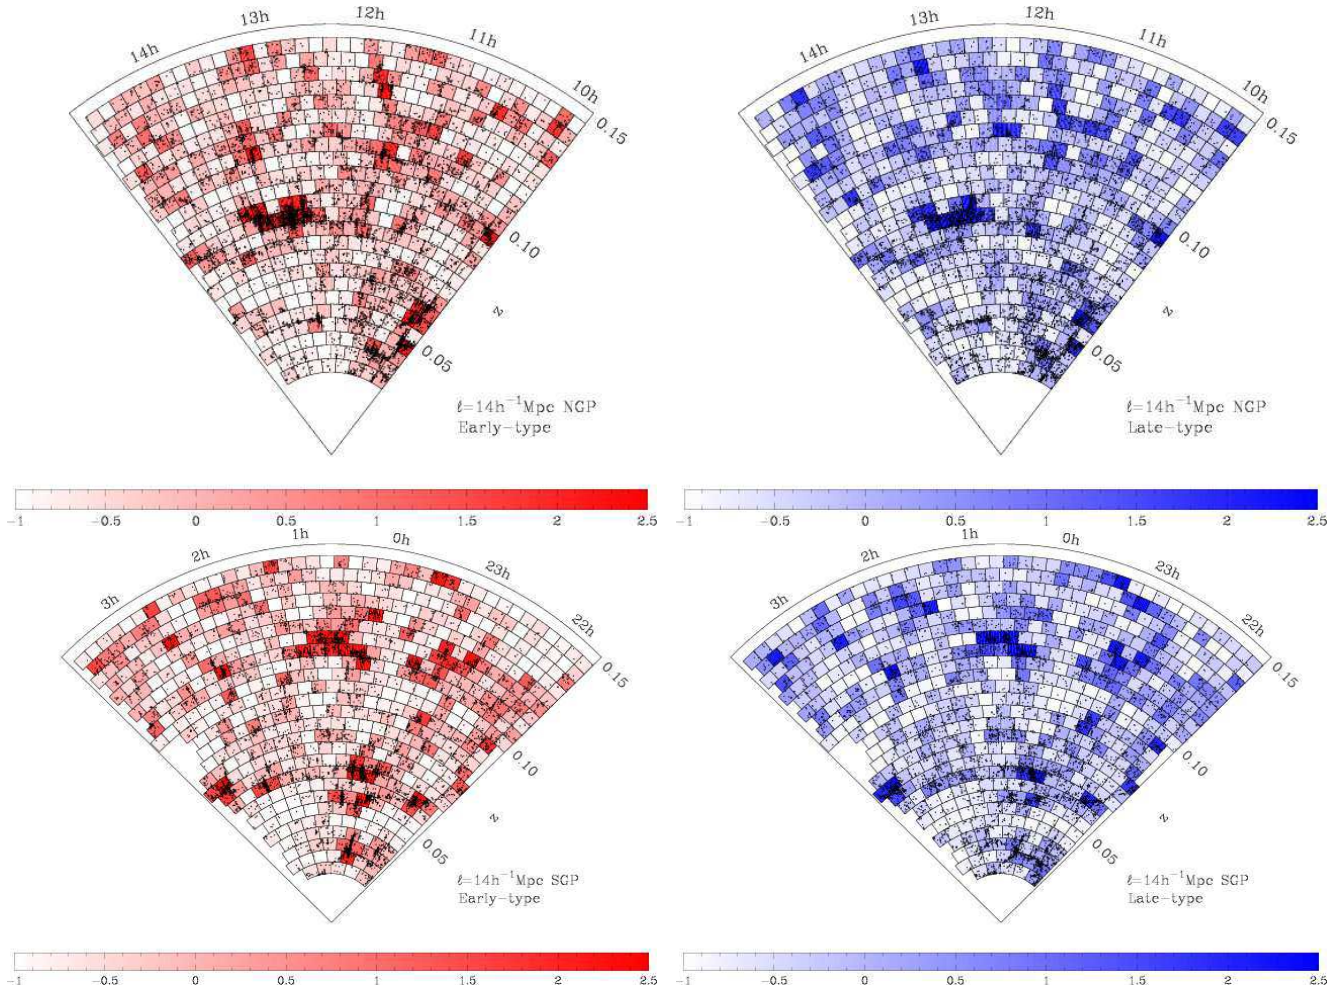 14h 13h 12h 11h 10h
0.15
0.10
z
0.05
ℓ=14h⁻¹Mpc NGP
Early-type
-1 -0.5 0 0.5 1 1.5 2 2.5
14h 13h 12h 11h 10h
0.15
0.10
z
0.05
ℓ=14h⁻¹Mpc NGP
Late-type
-1 -0.5 0 0.5 1 1.5 2 2.5
3h 2h 1h 0h 23h 22h
0.15
0.10
z
0.05
ℓ=14h⁻¹Mpc SGP
Early-type
-1 -0.5 0 0.5 1 1.5 2 2.5
3h 2h 1h 0h 23h 22h
0.15
0.10
z
0.05
ℓ=14h⁻¹Mpc SGP
Late-type
-1 -0.5 0 0.5 1 1.5 2 2.5